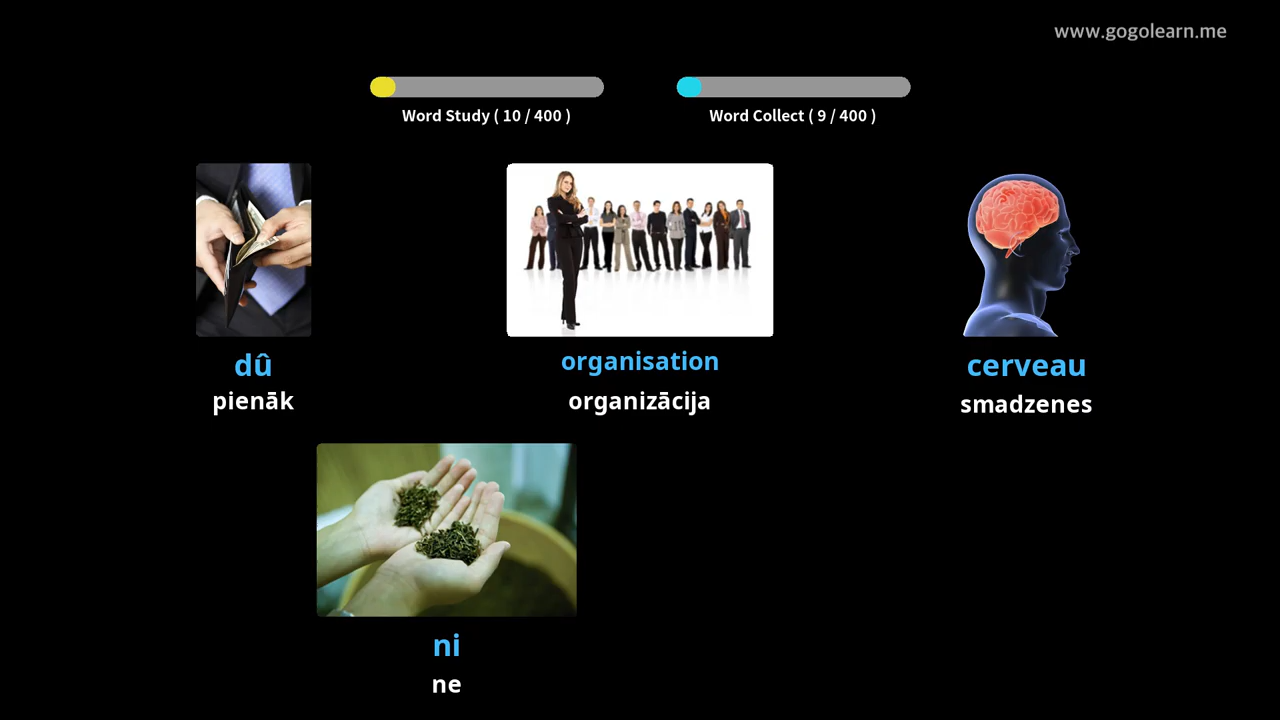 www.gogolearn.me
Word Study ( 10 / 400 )
Word Collect ( 9 / 400 )
dû
pienāk
organisation
organizācija
cerveau
smadzenes
ni
ne